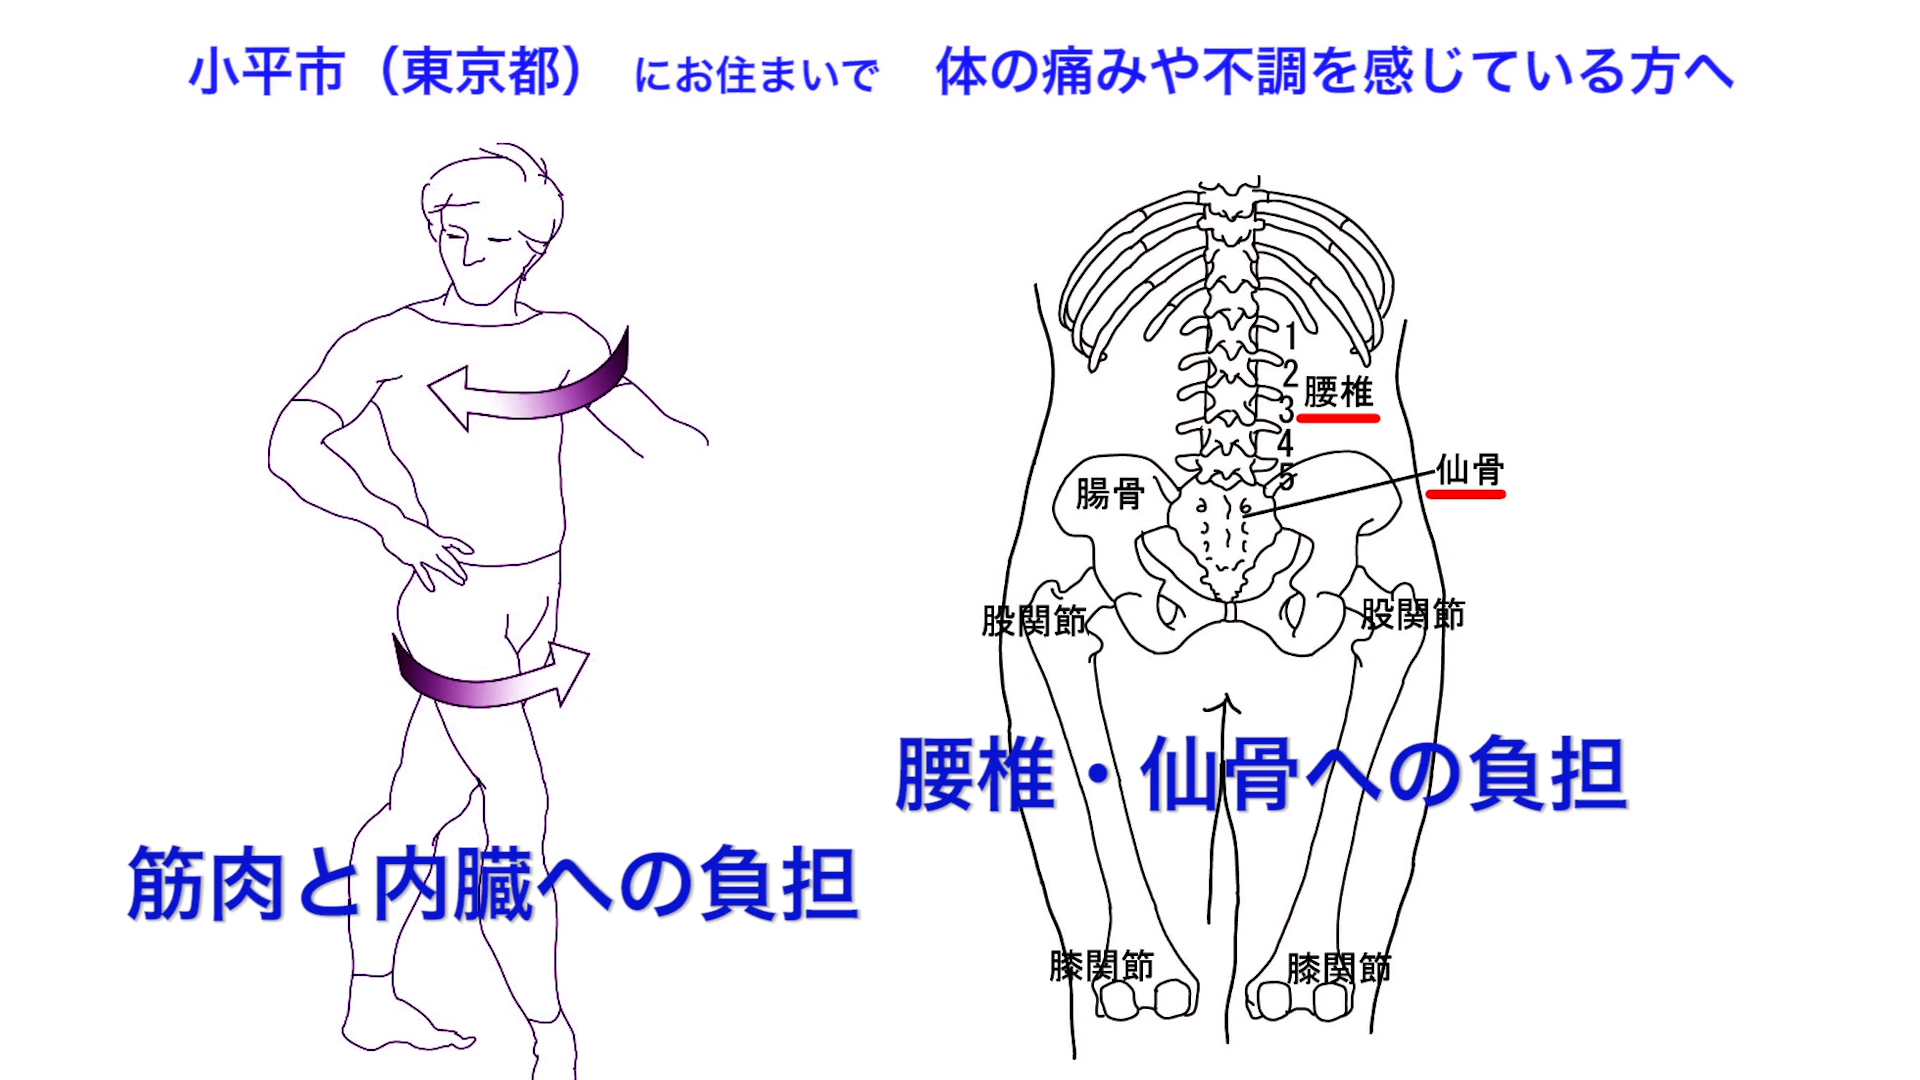 小平市（東京都）　にお住まいで　体の痛みや不調を感じている方へ
1
2
腰椎
3
4
5
仙骨
腸骨
股関節
股関節
腰椎・仙骨への負担
筋肉と内臓への負担
膝関節
膝関節